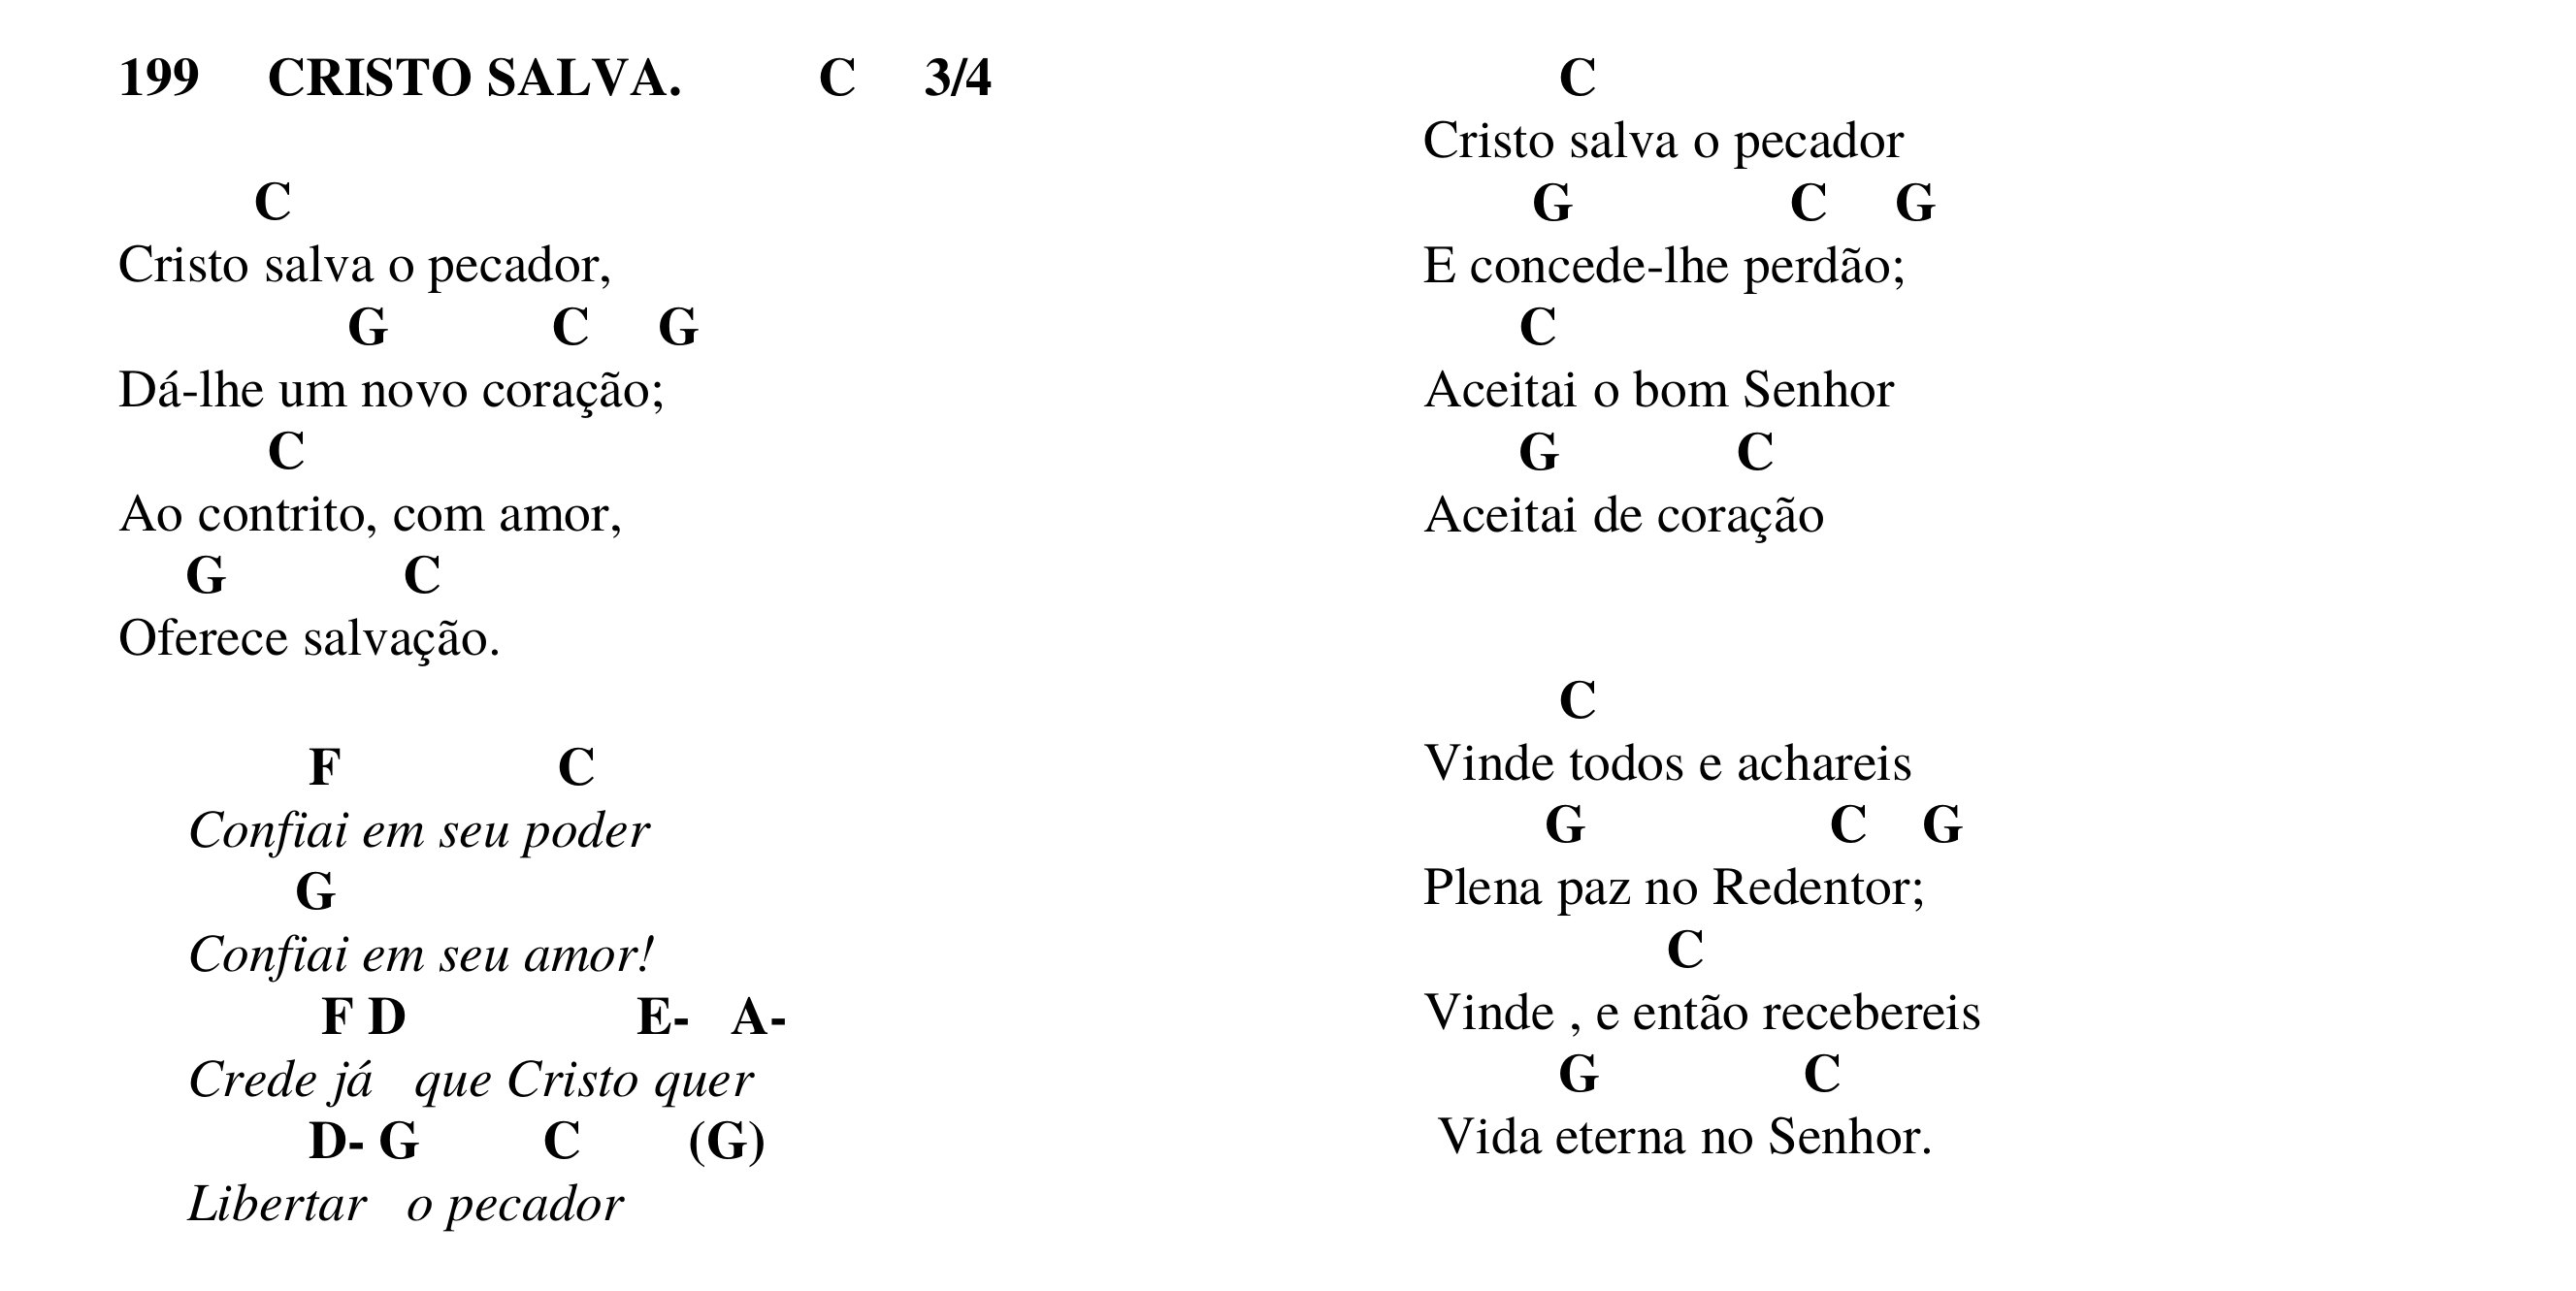 199 CRISTO SALVA. C 3/4
C
Cristo salva o pecador,
G C G
Dá-lhe um novo coração;
C
Ao contrito, com amor,
G C
Oferece salvação.
F C
Confiai em seu poder
G
Confiai em seu amor!
F D E- A-
Crede já que Cristo quer
D- G C (G)
Libertar o pecador
C
Cristo salva o pecador
G C G
E concede-lhe perdão;
C
Aceitai o bom Senhor
G C
Aceitai de coração
C
Vinde todos e achareis
G C G
Plena paz no Redentor;
C
Vinde , e então recebereis
G C
Vida eterna no Senhor.